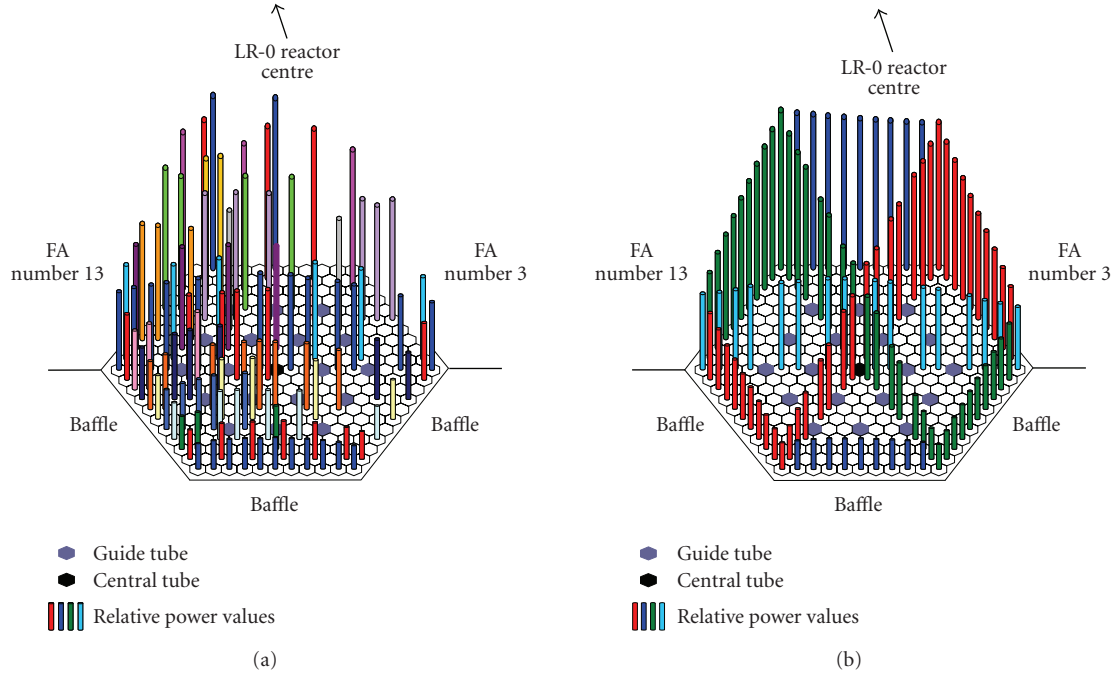 LR-0 reactor
centre
FA
number 13
FA
number 3
Baffle
Baffle
Baffle
Guide tube
Central tube
Relative power values
(a)
LR-0 reactor
centre
FA
number 13
FA
number 3
Baffle
Baffle
Baffle
Guide tube
Central tube
Relative power values
(b)